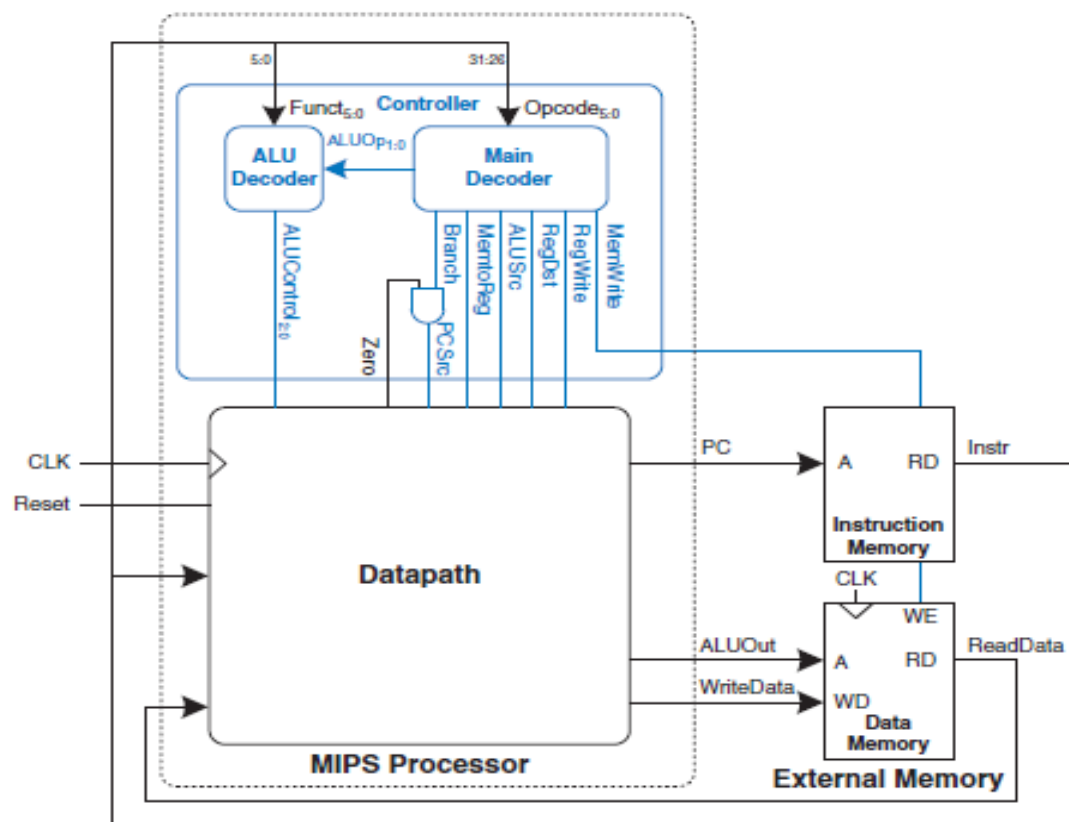 5:0
31:26
Funct5:0
Controller
Opcode5:0
ALUOp1:0
ALU
Decoder
Main
Decoder
ALUControl2:0
Branch
MemtoReg
ALUSrc
RegDst
RegWrite
MemWrite
Zero
PCSrc
CLK
Reset
PC
A
RD
Instr
Instruction
Memory
Datapath
CLK
WE
ALUOut
A
RD
ReadData
WriteData
WD
Data
Memory
MIPS Processor
External Memory